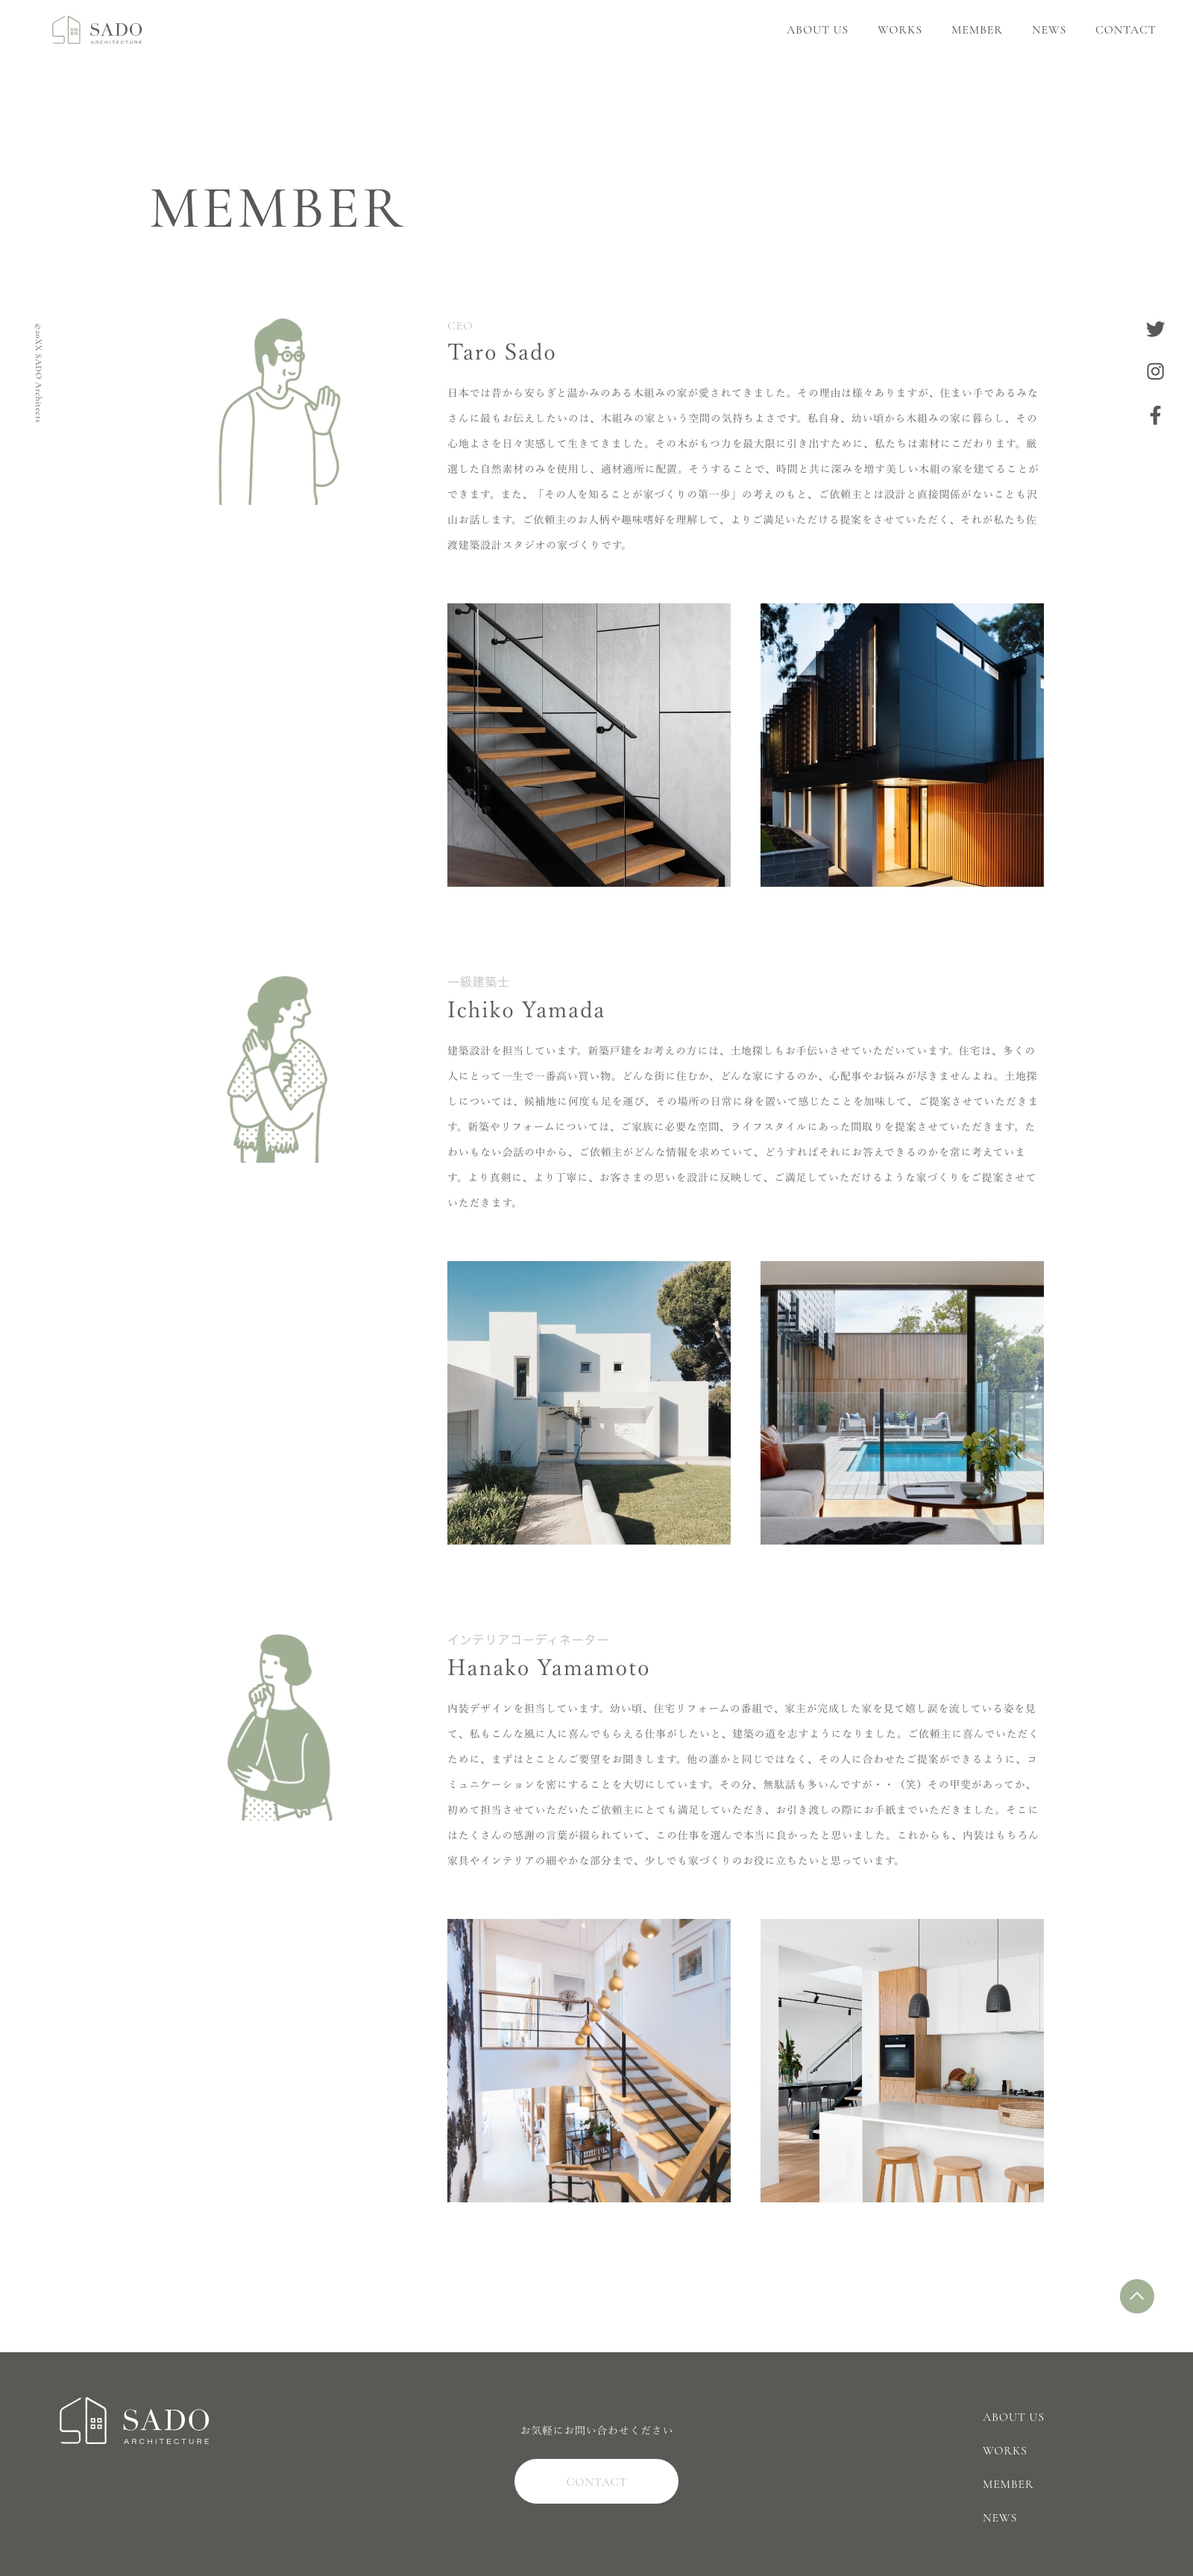 SADO
ARCHITECTURE
ABOUT US
WORKS
MEMBER
NEWS
CONTACT
MEMBER
©20XX SADO Architects
CEO
Taro Sado
日本では昔から安らぎと温かみのある木組みの家が愛されてきました。その理由は様々ありますが、住まい手であるみな
さんに最もお伝えしたいのは、木組みの家という空間の気持ちよさです。私自身、幼い頃から木組みの家に暮らし、その
心地よさを日々実感して生きてきました。その木がもつ力を最大限に引き出すために、私たちは素材にこだわります。厳
選した自然素材のみを使用し、適材適所に配置。そうすることで、時間と共に深みを増す美しい木組の家を建てることが
できます。また、「その人を知ることが家づくりの第一歩」の考えのもと、ご依頼主とは設計と直接関係がないことも沢
山お話します。ご依頼主のお人柄や趣味嗜好を理解して、よりご満足いただける提案をさせていただく、それが私たち佐
渡建築設計スタジオの家づくりです。
一級建築士
Ichiko Yamada
建築設計を担当しています。新築戸建をお考えの方には、土地探しもお手伝いさせていただいています。住宅は、多くの
人にとって一生で一番高い買い物。どんな街に住むか、どんな家にするのか、心配事やお悩みが尽きませんよね。土地探
しについては、候補地に何度も足を運び、その場所の日常に身を置いて感じたことを加味して、ご提案させていただきま
す。新築やリフォームについては、ご家族に必要な空間、ライフスタイルにあった間取りを提案させていただきます。た
わいもない会話の中から、ご依頼主がどんな情報を求めていて、どうすればそれにお答えできるのかを常に考えていま
す。より真剣に、より丁寧に、お客さまの思いを設計に反映して、ご満足していただけるような家づくりをご提案させて
いただきます。
インテリアコーディネーター
Hanako Yamamoto
内装デザインを担当しています。幼い頃、住宅リフォームの番組で、家主が完成した家を見て嬉し涙を流している姿を見
て、私もこんな風に人に喜んでもらえる仕事がしたいと、建築の道を志すようになりました。ご依頼主に喜んでいただく
ために、まずはとことんご要望をお聞きします。他の誰かと同じではなく、その人に合わせたご提案ができるように、コ
ミュニケーションを密にすることを大切にしています。その分、無駄話も多いんですが・・（笑）その甲斐があってか、
初めて担当させていただいたご依頼主にとても満足していただき、お引き渡しの際にお手紙までいただきました。そこに
はたくさんの感謝の言葉が綴られていて、この仕事を選んで本当に良かったと思いました。これからも、内装はもちろん
家具やインテリアの細やかな部分まで、少しでも家づくりのお役に立ちたいと思っています。
SADO
ARCHITECTURE
お気軽にお問い合わせください
CONTACT
ABOUT US
WORKS
MEMBER
NEWS